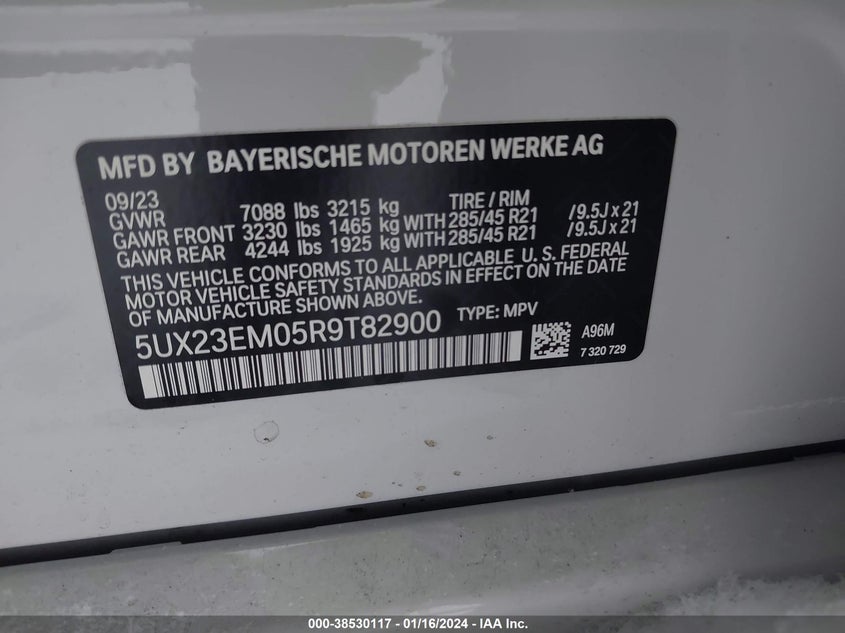 MFD BY BAYERISCHE MOTOREN WERKE AG
09/23 TIRE / RIM
GVWR 7088 lbs 3215 kg
GAWR FRONT 3230 lbs 1465 kg WITH 285/45 R21 /9.5J x 21
GAWR REAR 4244 lbs 1925 kg WITH 285/45 R21 /9.5J x 21
THIS VEHICLE CONFORMS TO ALL APPLICABLE U. S. FEDERAL
MOTOR VEHICLE SAFETY STANDARDS IN EFFECT ON THE DATE
OF MANUFACTURE SHOWN ABOVE.
5UX23EM05R9T82900 TYPE: MPV
A96M
7 320 729
000-38530117 - 01/16/2024 - IAA Inc.